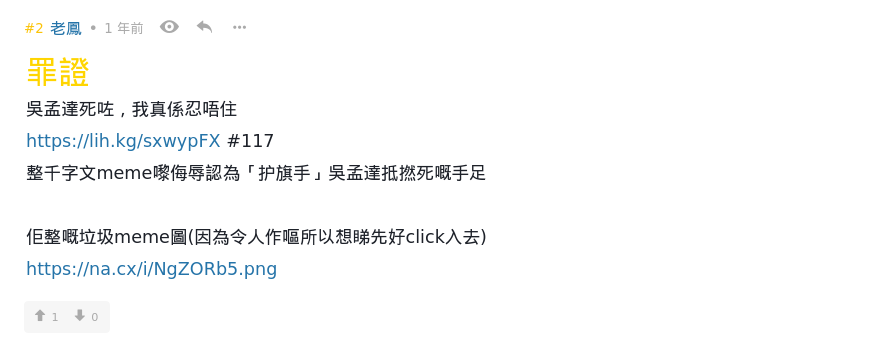 #2 老鳳 • 1 年前
罪證
吳孟達死咗，我真係忍唔住
https://lih.kg/sxwypFX #117
整千字文meme嚟侮辱認為「护旗手」吳孟達抵撚死嘅手足
佢整嘅垃圾meme圖(因為令人作嘔所以想睇先好click入去)
https://na.cx/i/NgZORb5.png
1 0